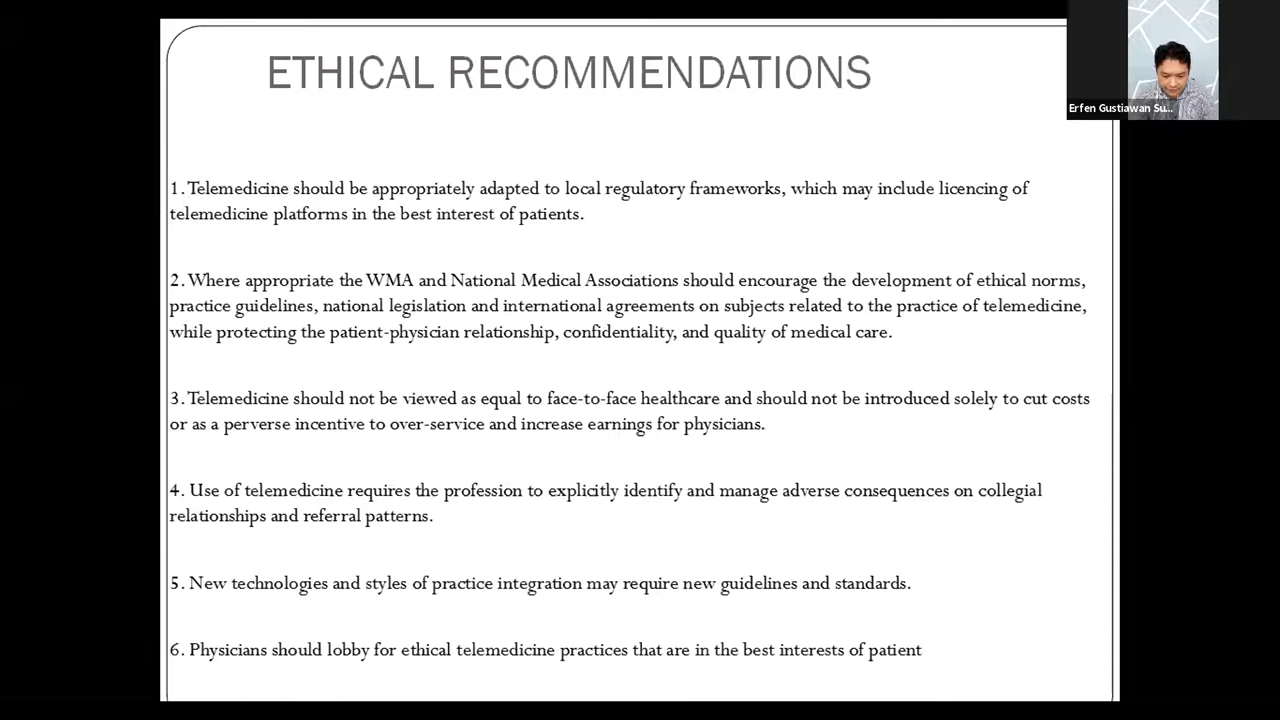 ETHICAL RECOMMENDATIONS
Erfen Gustiawan Su...
1. Telemedicine should be appropriately adapted to local regulatory frameworks, which may include licencing of
telemedicine platforms in the best interest of patients.
2. Where appropriate the WMA and National Medical Associations should encourage the development of ethical norms,
practice guidelines, national legislation and international agreements on subjects related to the practice of telemedicine,
while protecting the patient-physician relationship, confidentiality, and quality of medical care.
3. Telemedicine should not be viewed as equal to face-to-face healthcare and should not be introduced solely to cut costs
or as a perverse incentive to over-service and increase earnings for physicians.
4. Use of telemedicine requires the profession to explicitly identify and manage adverse consequences on collegial
relationships and referral patterns.
5. New technologies and styles of practice integration may require new guidelines and standards.
6. Physicians should lobby for ethical telemedicine practices that are in the best interests of patient